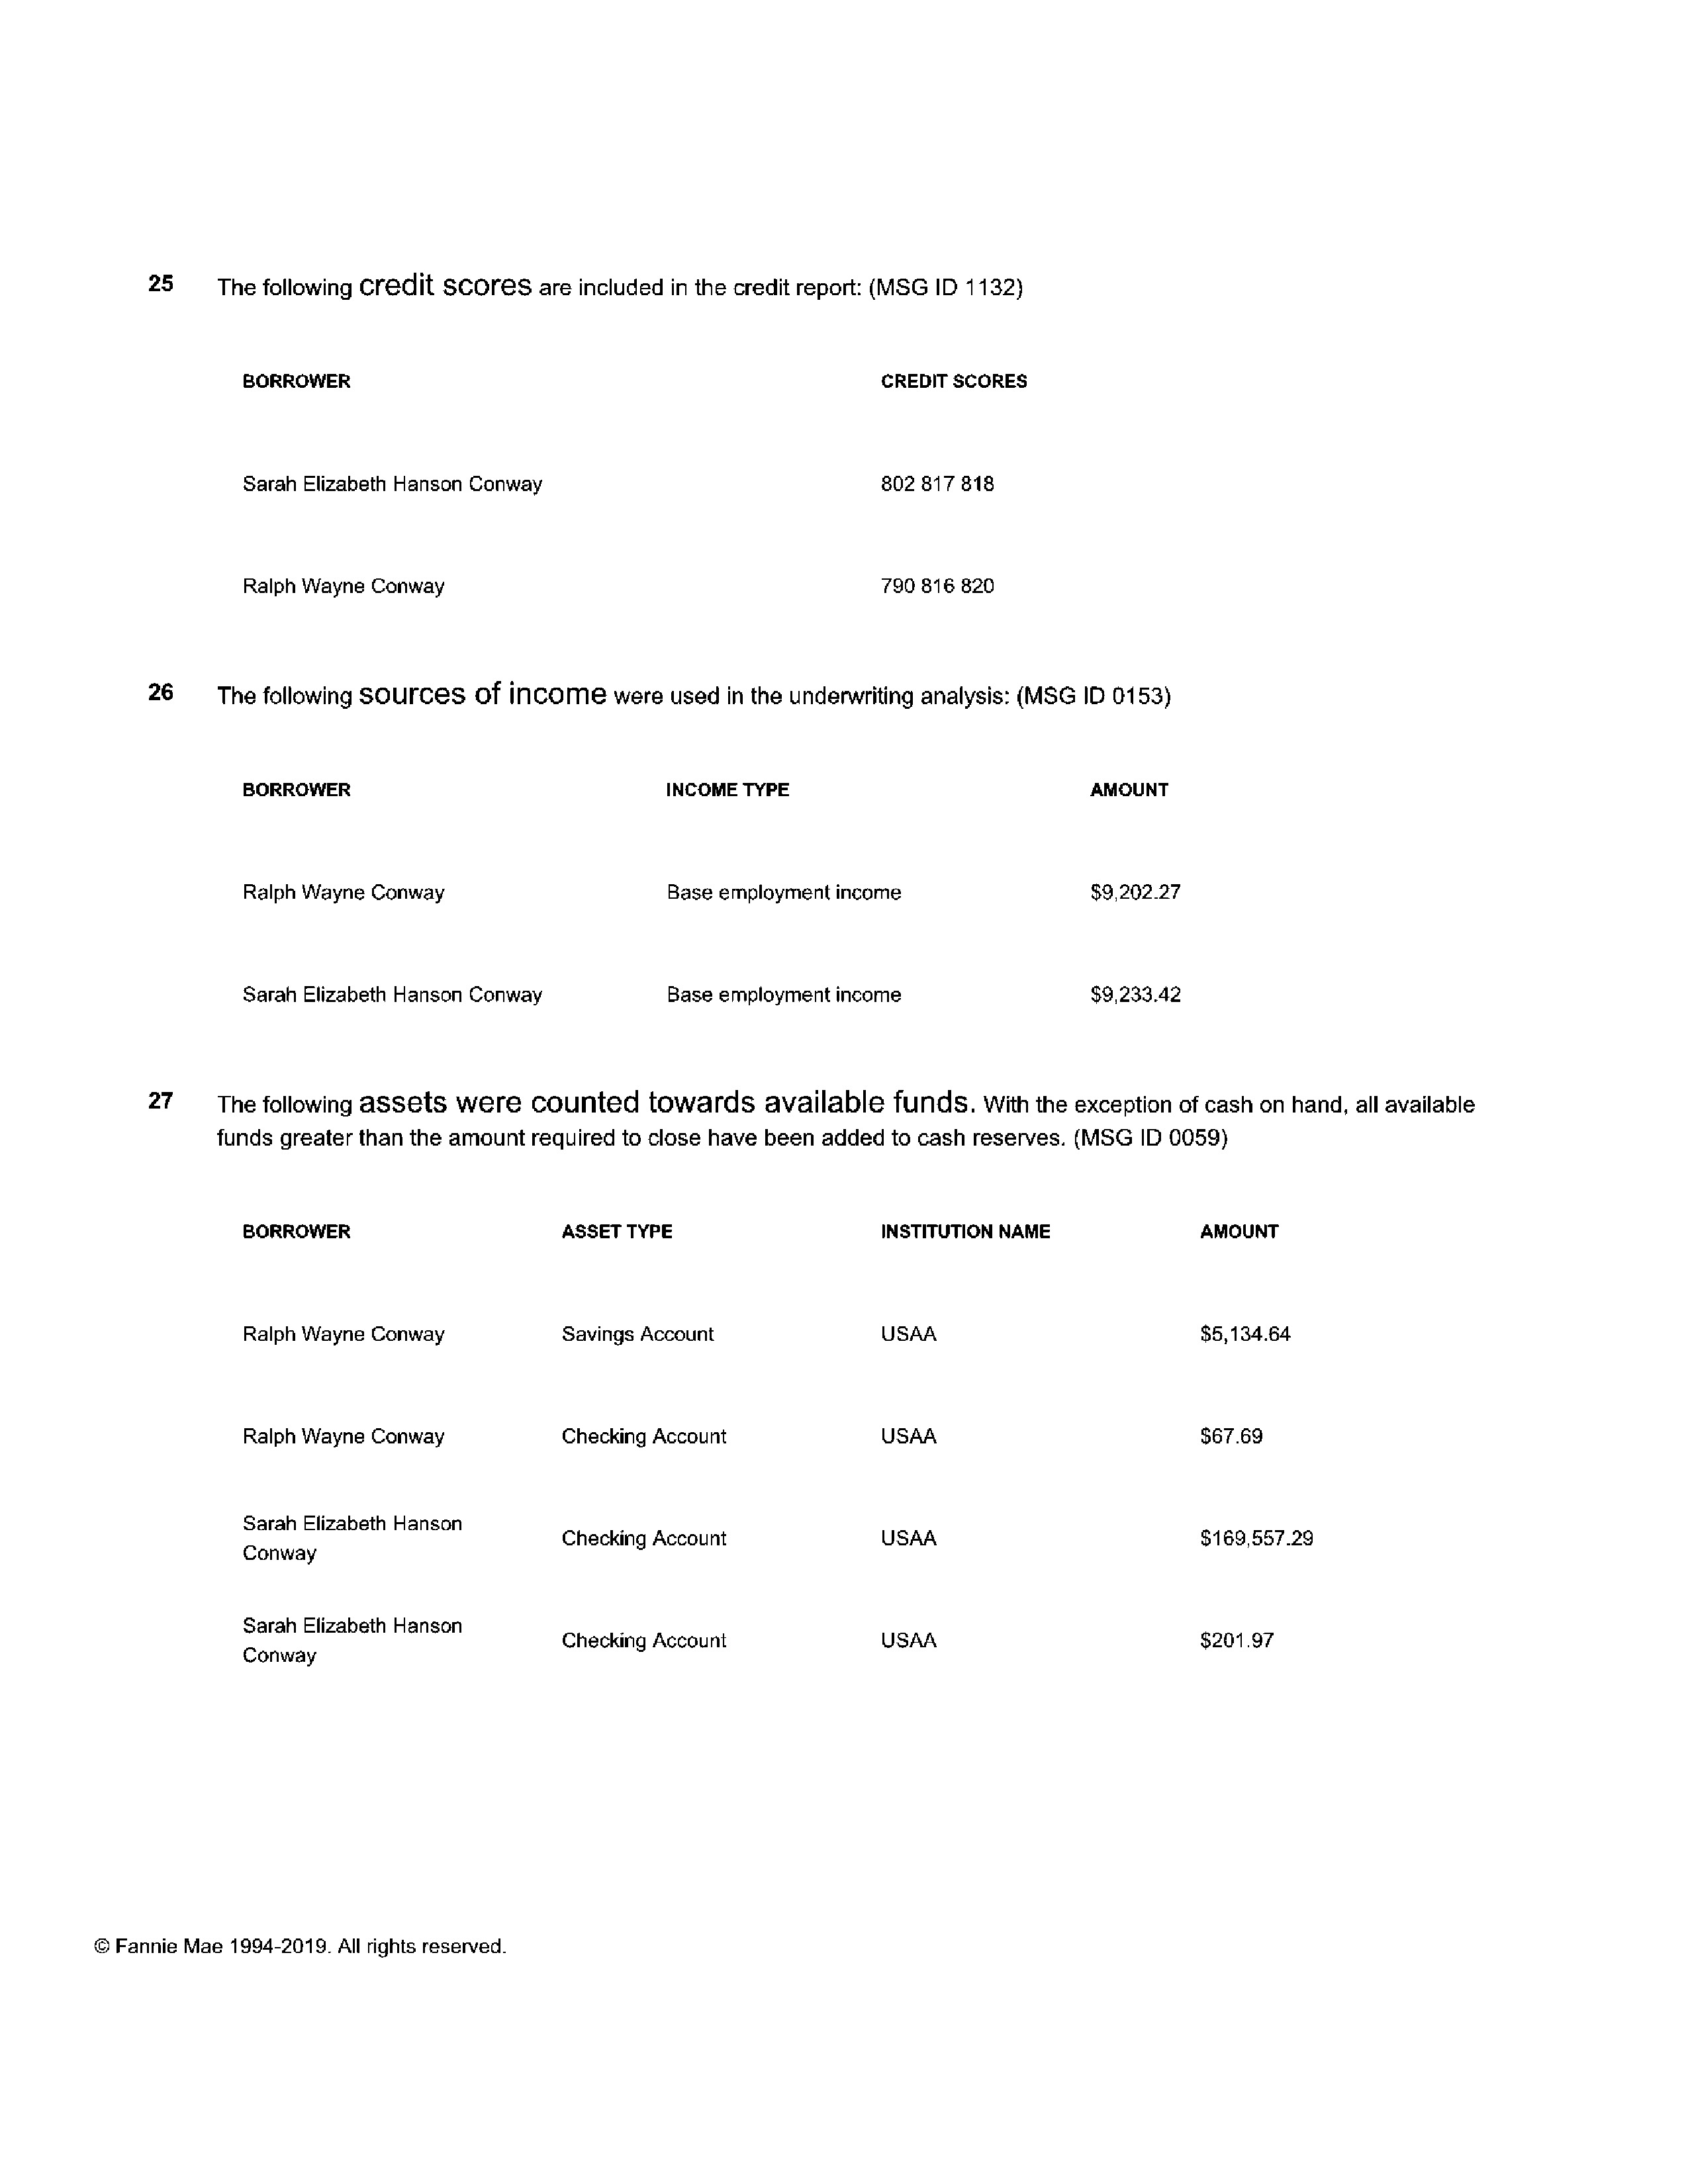 25 The following credit scores are included in the credit report: (MSG ID 1132)
BORROWER CREDIT SCORES
Sarah Elizabeth Hanson Conway 802 817 818
Ralph Wayne Conway 790 816 820
26 The following sources of income were used in the underwriting analysis: (MSG ID 0153)
BORROWER INCOME TYPE AMOUNT
Ralph Wayne Conway Base employment income $9,202.27
Sarah Elizabeth Hanson Conway Base employment income $9,233.42
27 The following assets were counted towards available funds. With the exception of cash on hand, all available
funds greater than the amount required to close have been added to cash reserves. (MSG ID 0059)
BORROWER ASSET TYPE INSTITUTION NAME AMOUNT
Ralph Wayne Conway Savings Account USAA $5,134.64
Ralph Wayne Conway Checking Account USAA $67.69
Sarah Elizabeth Hanson
Conway Checking Account USAA $169,557.29
Sarah Elizabeth Hanson
Conway Checking Account USAA $201.97
© Fannie Mae 1994-2019. All rights reserved.